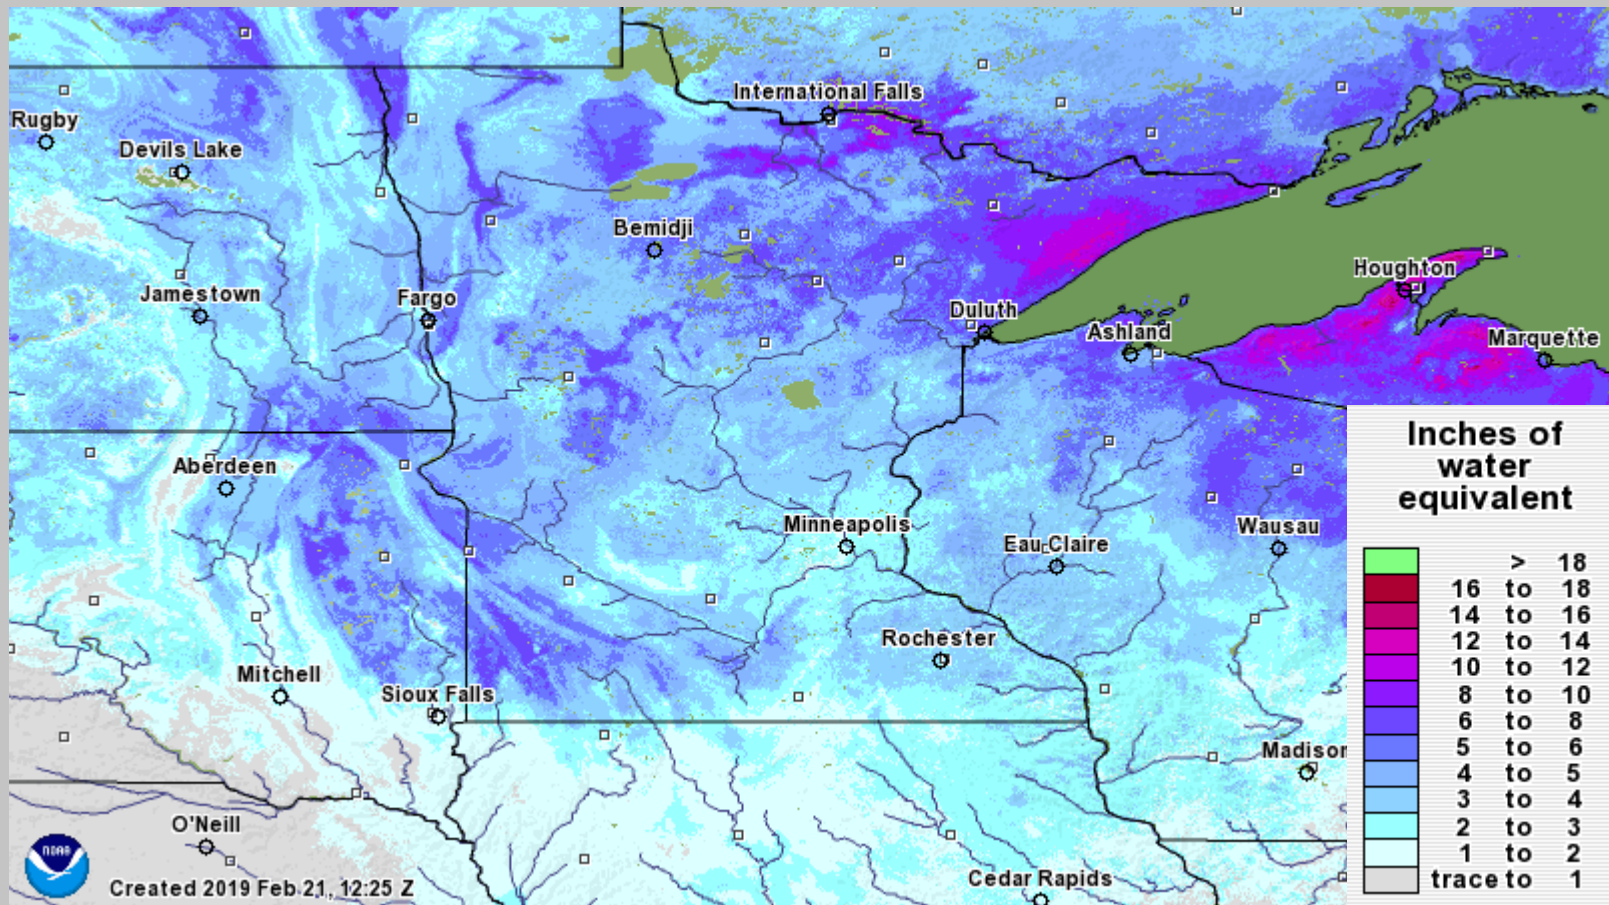 International Falls
Rugby
Devils Lake
Bemidji
Houghton
Jamestown
Fargo
Duluth
Ashland
Marquette
Aberdeen
Minneapolis
Eau Claire
Wausau
Rochester
Mitchell
Sioux Falls
Madison
O'Neill
Cedar Rapids
NOAA
Created 2019 Feb 21, 12:25 Z
Inches of
water
equivalent
> 18
16 to 18
14 to 16
12 to 14
10 to 12
8 to 10
6 to 8
5 to 6
4 to 5
3 to 4
2 to 3
1 to 2
trace to 1